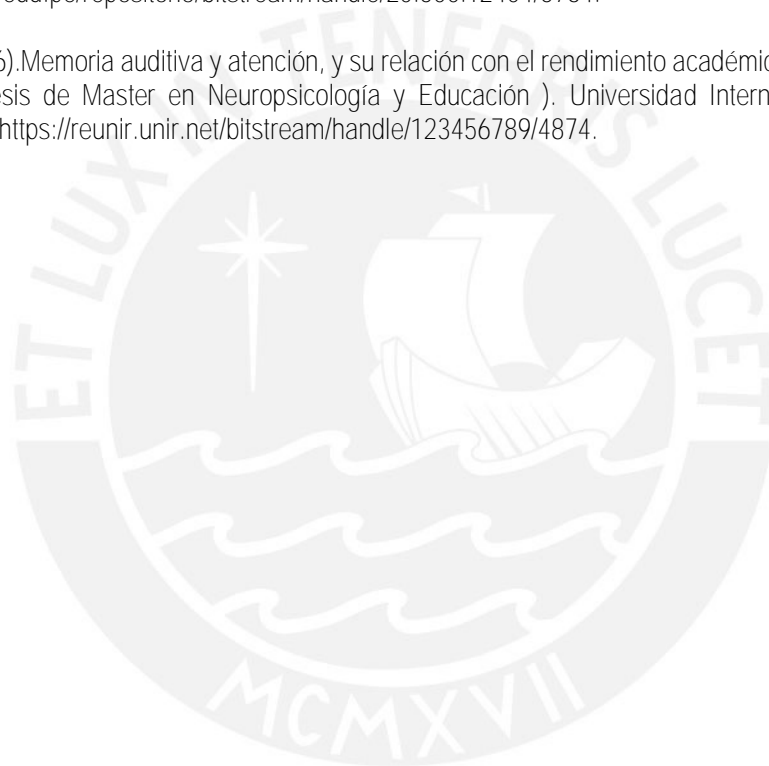 6).Memoria auditiva y atención, y su relación con el rendimiento académic
esis de Master en Neuropsicología y Educación ). Universidad Intern
https://reunir.unir.net/bitstream/handle/123456789/4874.
ET LUX IN TENEBRIS LUCET
MCMXVII